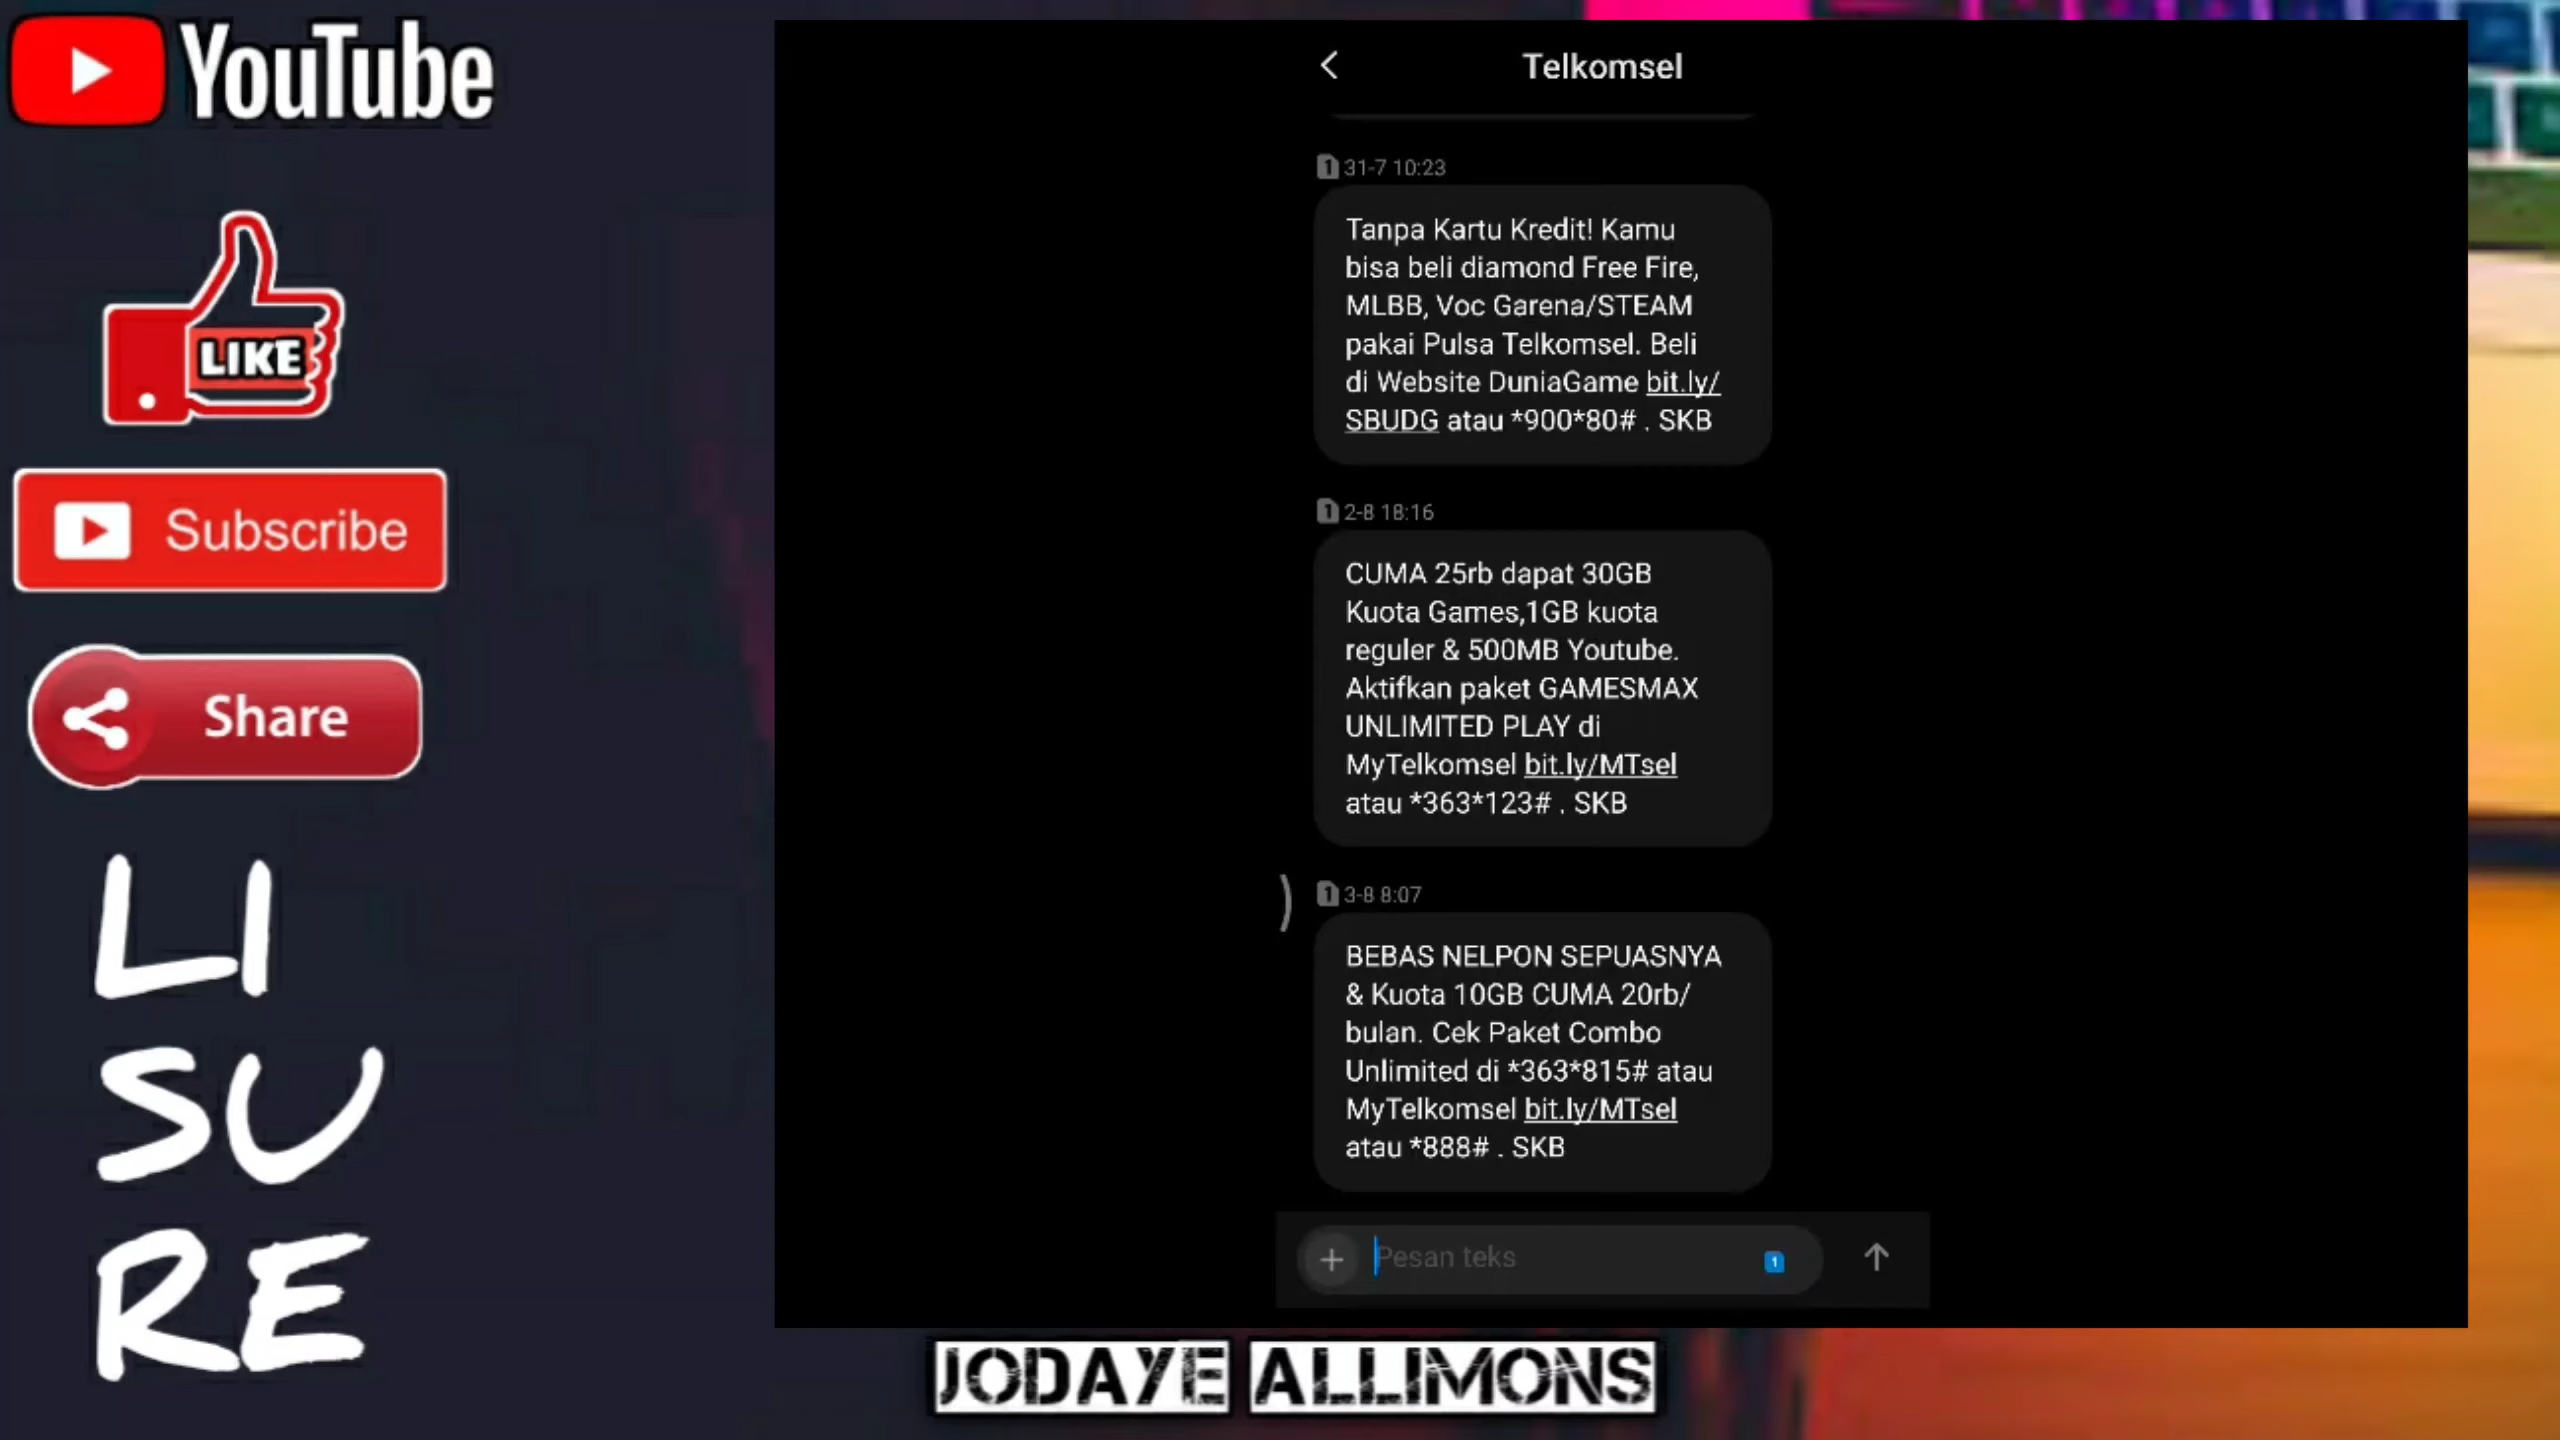 YouTube
LIKE
Subscribe
Share
LI
SU
RE
Telkomsel
1 31-7 10:23
Tanpa Kartu Kredit! Kamu
bisa beli diamond Free Fire,
MLBB, Voc Garena/STEAM
pakai Pulsa Telkomsel. Beli
di Website DuniaGame bit.ly/
SBUDG atau *900*80# . SKB
1 2-8 18:16
CUMA 25rb dapat 30GB
Kuota Games,1GB kuota
reguler & 500MB Youtube.
Aktifkan paket GAMESMAX
UNLIMITED PLAY di
MyTelkomsel bit.ly/MTsel
atau *363*123# . SKB
1 3-8 8:07
BEBAS NELPON SEPUASNYA
& Kuota 10GB CUMA 20rb/
bulan. Cek Paket Combo
Unlimited di *363*815# atau
MyTelkomsel bit.ly/MTsel
atau *888# . SKB
Pesan teks 1
JODAYE ALLIMONS